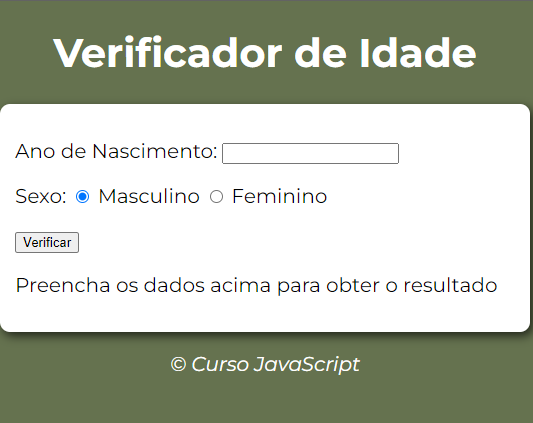 Verificador de Idade
Ano de Nascimento:
Sexo: Masculino Feminino
Verificar
Preencha os dados acima para obter o resultado
© Curso JavaScript